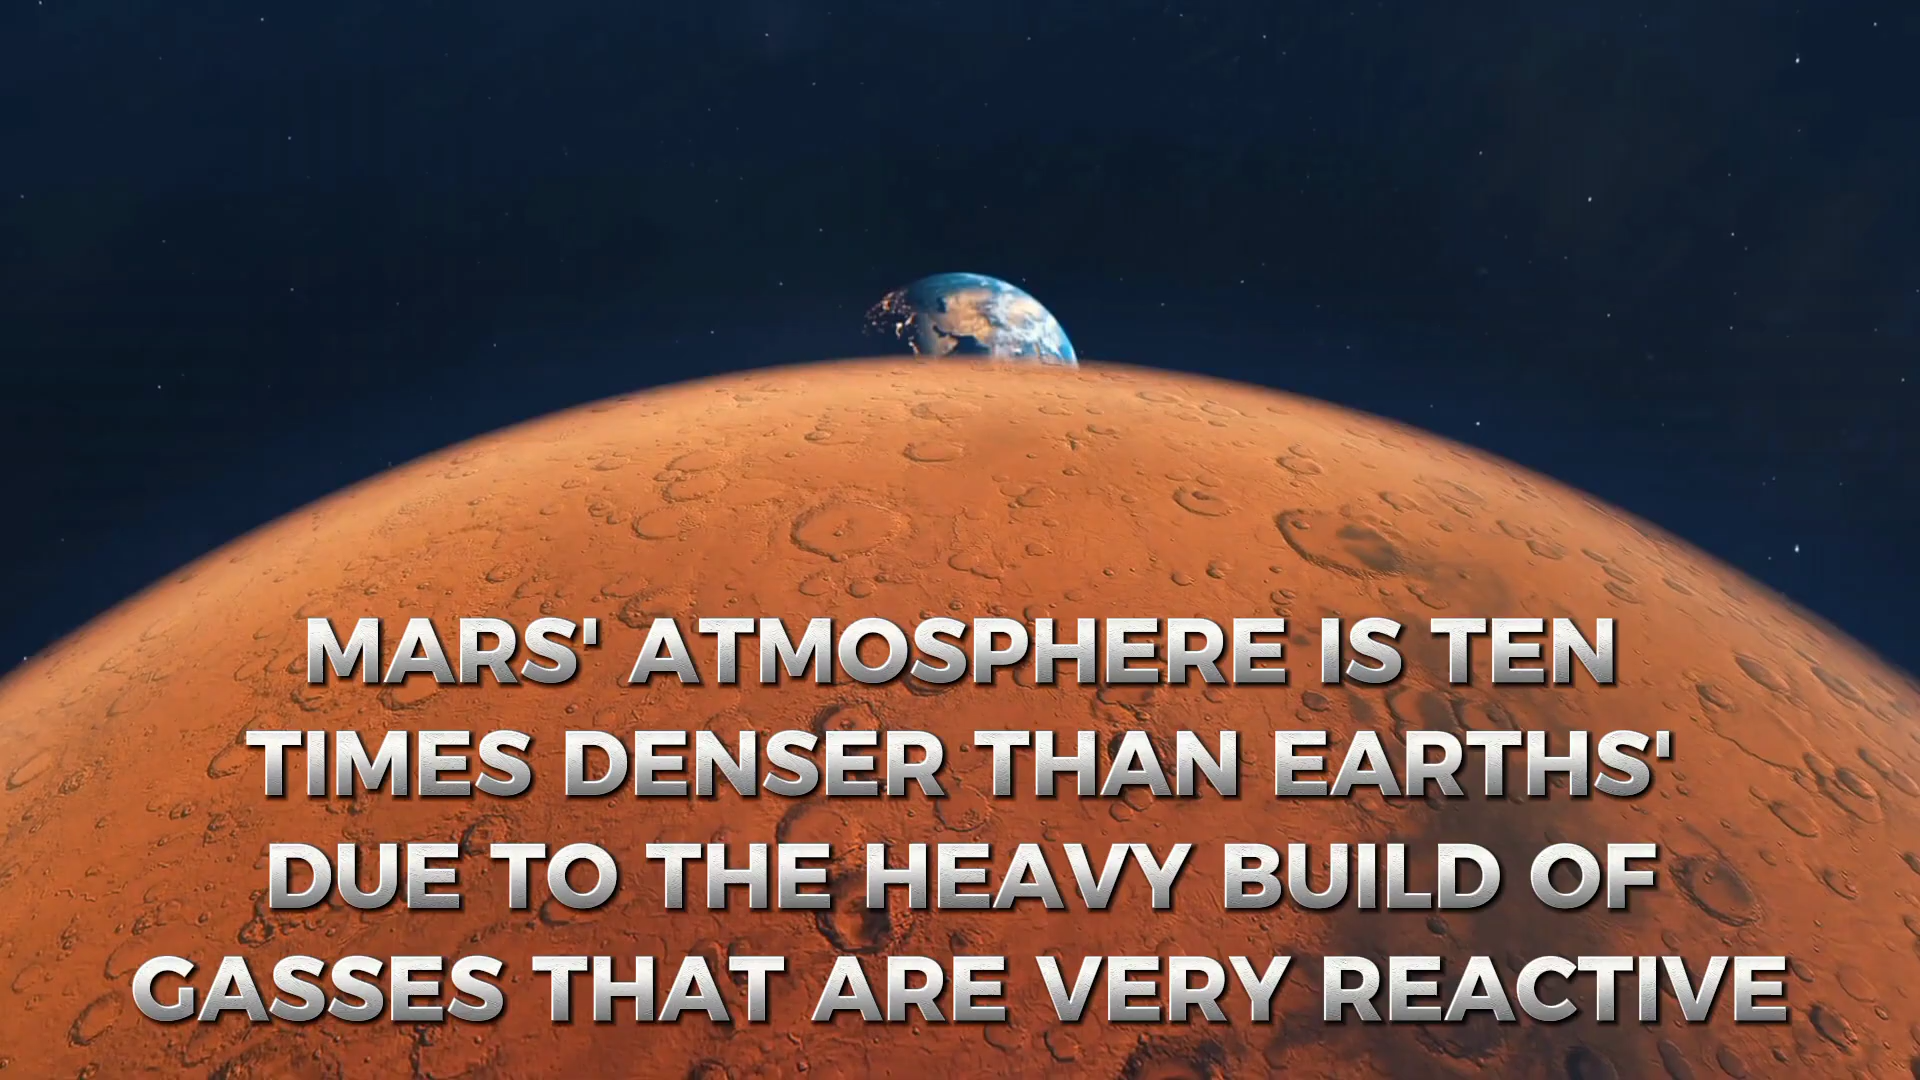 MARS' ATMOSPHERE IS TEN
TIMES DENSER THAN EARTHS'
DUE TO THE HEAVY BUILD OF
GASSES THAT ARE VERY REACTIVE